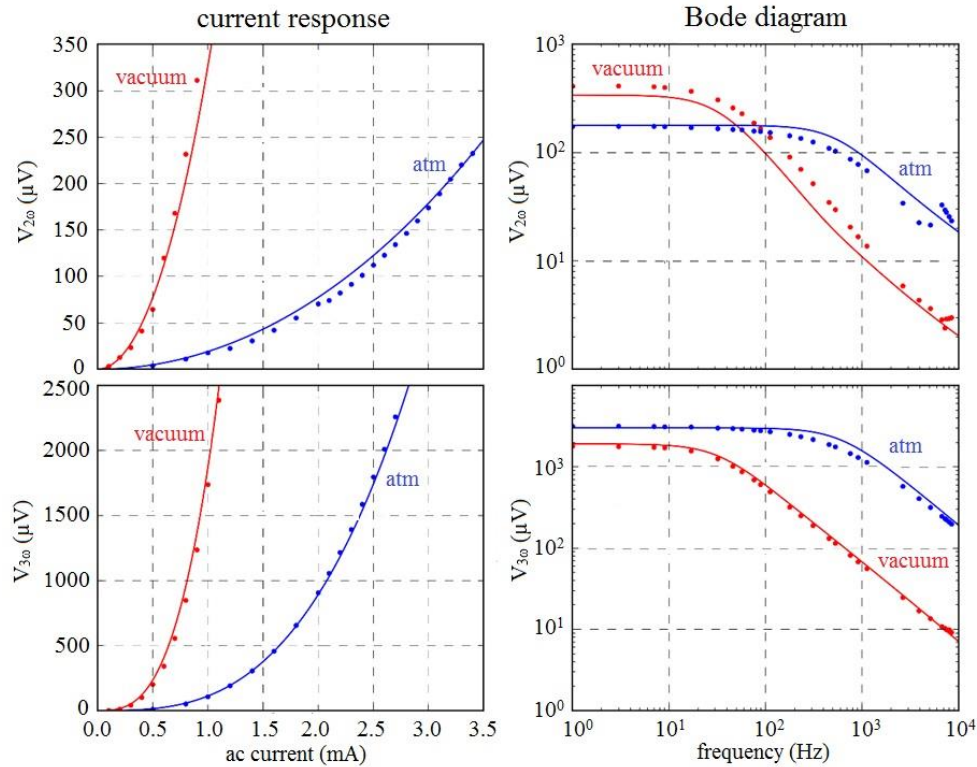 current response
Bode diagram
350
300
250
200
150
100
50
0
V2ω (μV)
vacuum
atm
10³
10²
10¹
10⁰
V2ω (μV)
vacuum
atm
2500
2000
1500
1000
500
0
V3ω (μV)
vacuum
atm
0.0 0.5 1.0 1.5 2.0 2.5 3.0 3.5
ac current (mA)
10³
10²
10¹
10⁰
V3ω (μV)
atm
vacuum
10⁰ 10¹ 10² 10³ 10⁴
frequency (Hz)